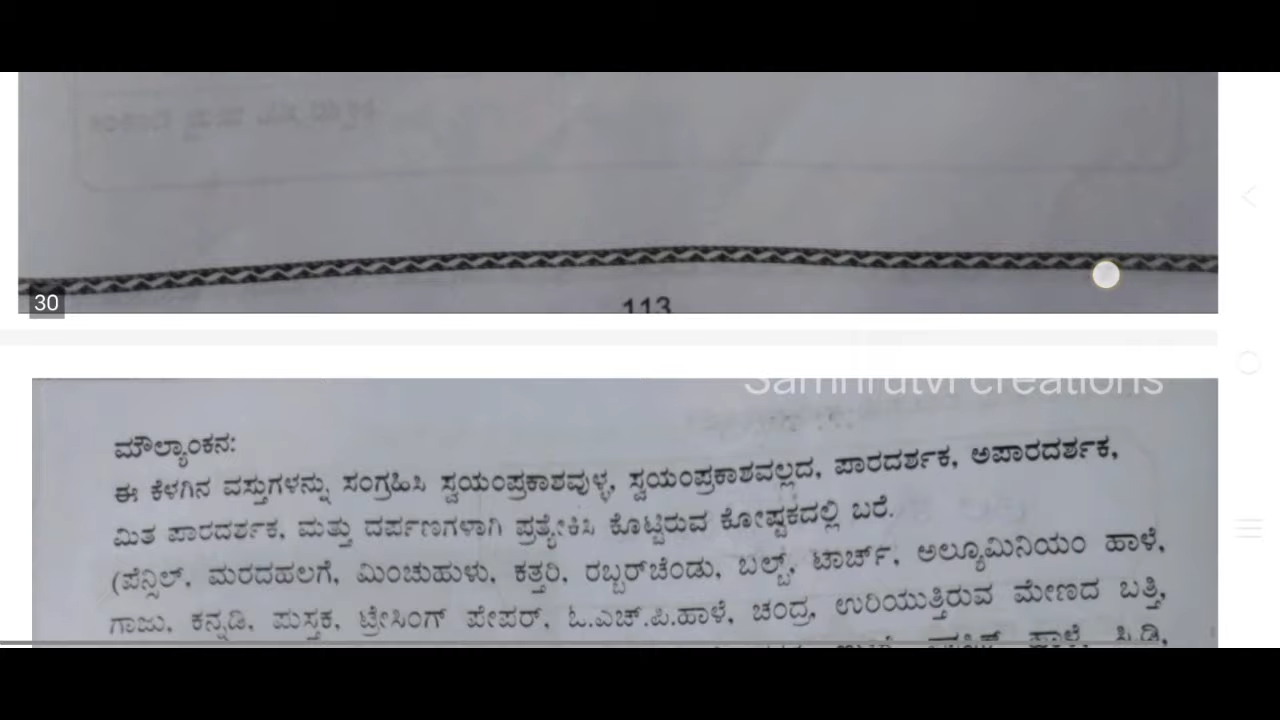 30
113
Samhrutvi creations
ಮೌಲ್ಯಾಂಕನ:
ಈ ಕೆಳಗಿನ ವಸ್ತುಗಳನ್ನು ಸಂಗ್ರಹಿಸಿ ಸ್ವಯಂಪ್ರಕಾಶವುಳ್ಳ, ಸ್ವಯಂಪ್ರಕಾಶವಲ್ಲದ, ಪಾರದರ್ಶಕ, ಅಪಾರದರ್ಶಕ,
ಮಿತ ಪಾರದರ್ಶಕ, ಮತ್ತು ದರ್ಪಣಗಳಾಗಿ ಪ್ರತ್ಯೇಕಿಸಿ ಕೊಟ್ಟಿರುವ ಕೋಷ್ಟಕದಲ್ಲಿ ಬರೆ.
(ಪೆನ್ಸಿಲ್, ಮರದಹಲಗೆ, ಮಿಂಚುಹುಳು, ಕತ್ತರಿ, ರಬ್ಬರ್‌ಚೆಂಡು, ಬಲ್ಬ್, ಟಾರ್ಚ್, ಅಲ್ಯೂಮಿನಿಯಂ ಹಾಳೆ,
ಗಾಜು, ಕನ್ನಡಿ, ಪುಸ್ತಕ, ಟ್ರೇಸಿಂಗ್ ಪೇಪರ್, ಓ.ಎಚ್.ಪಿ.ಹಾಳೆ, ಚಂದ್ರ, ಉರಿಯುತ್ತಿರುವ ಮೇಣದ ಬತ್ತಿ,
ಹಾಳೆ, ಸಿ.ಡಿ,